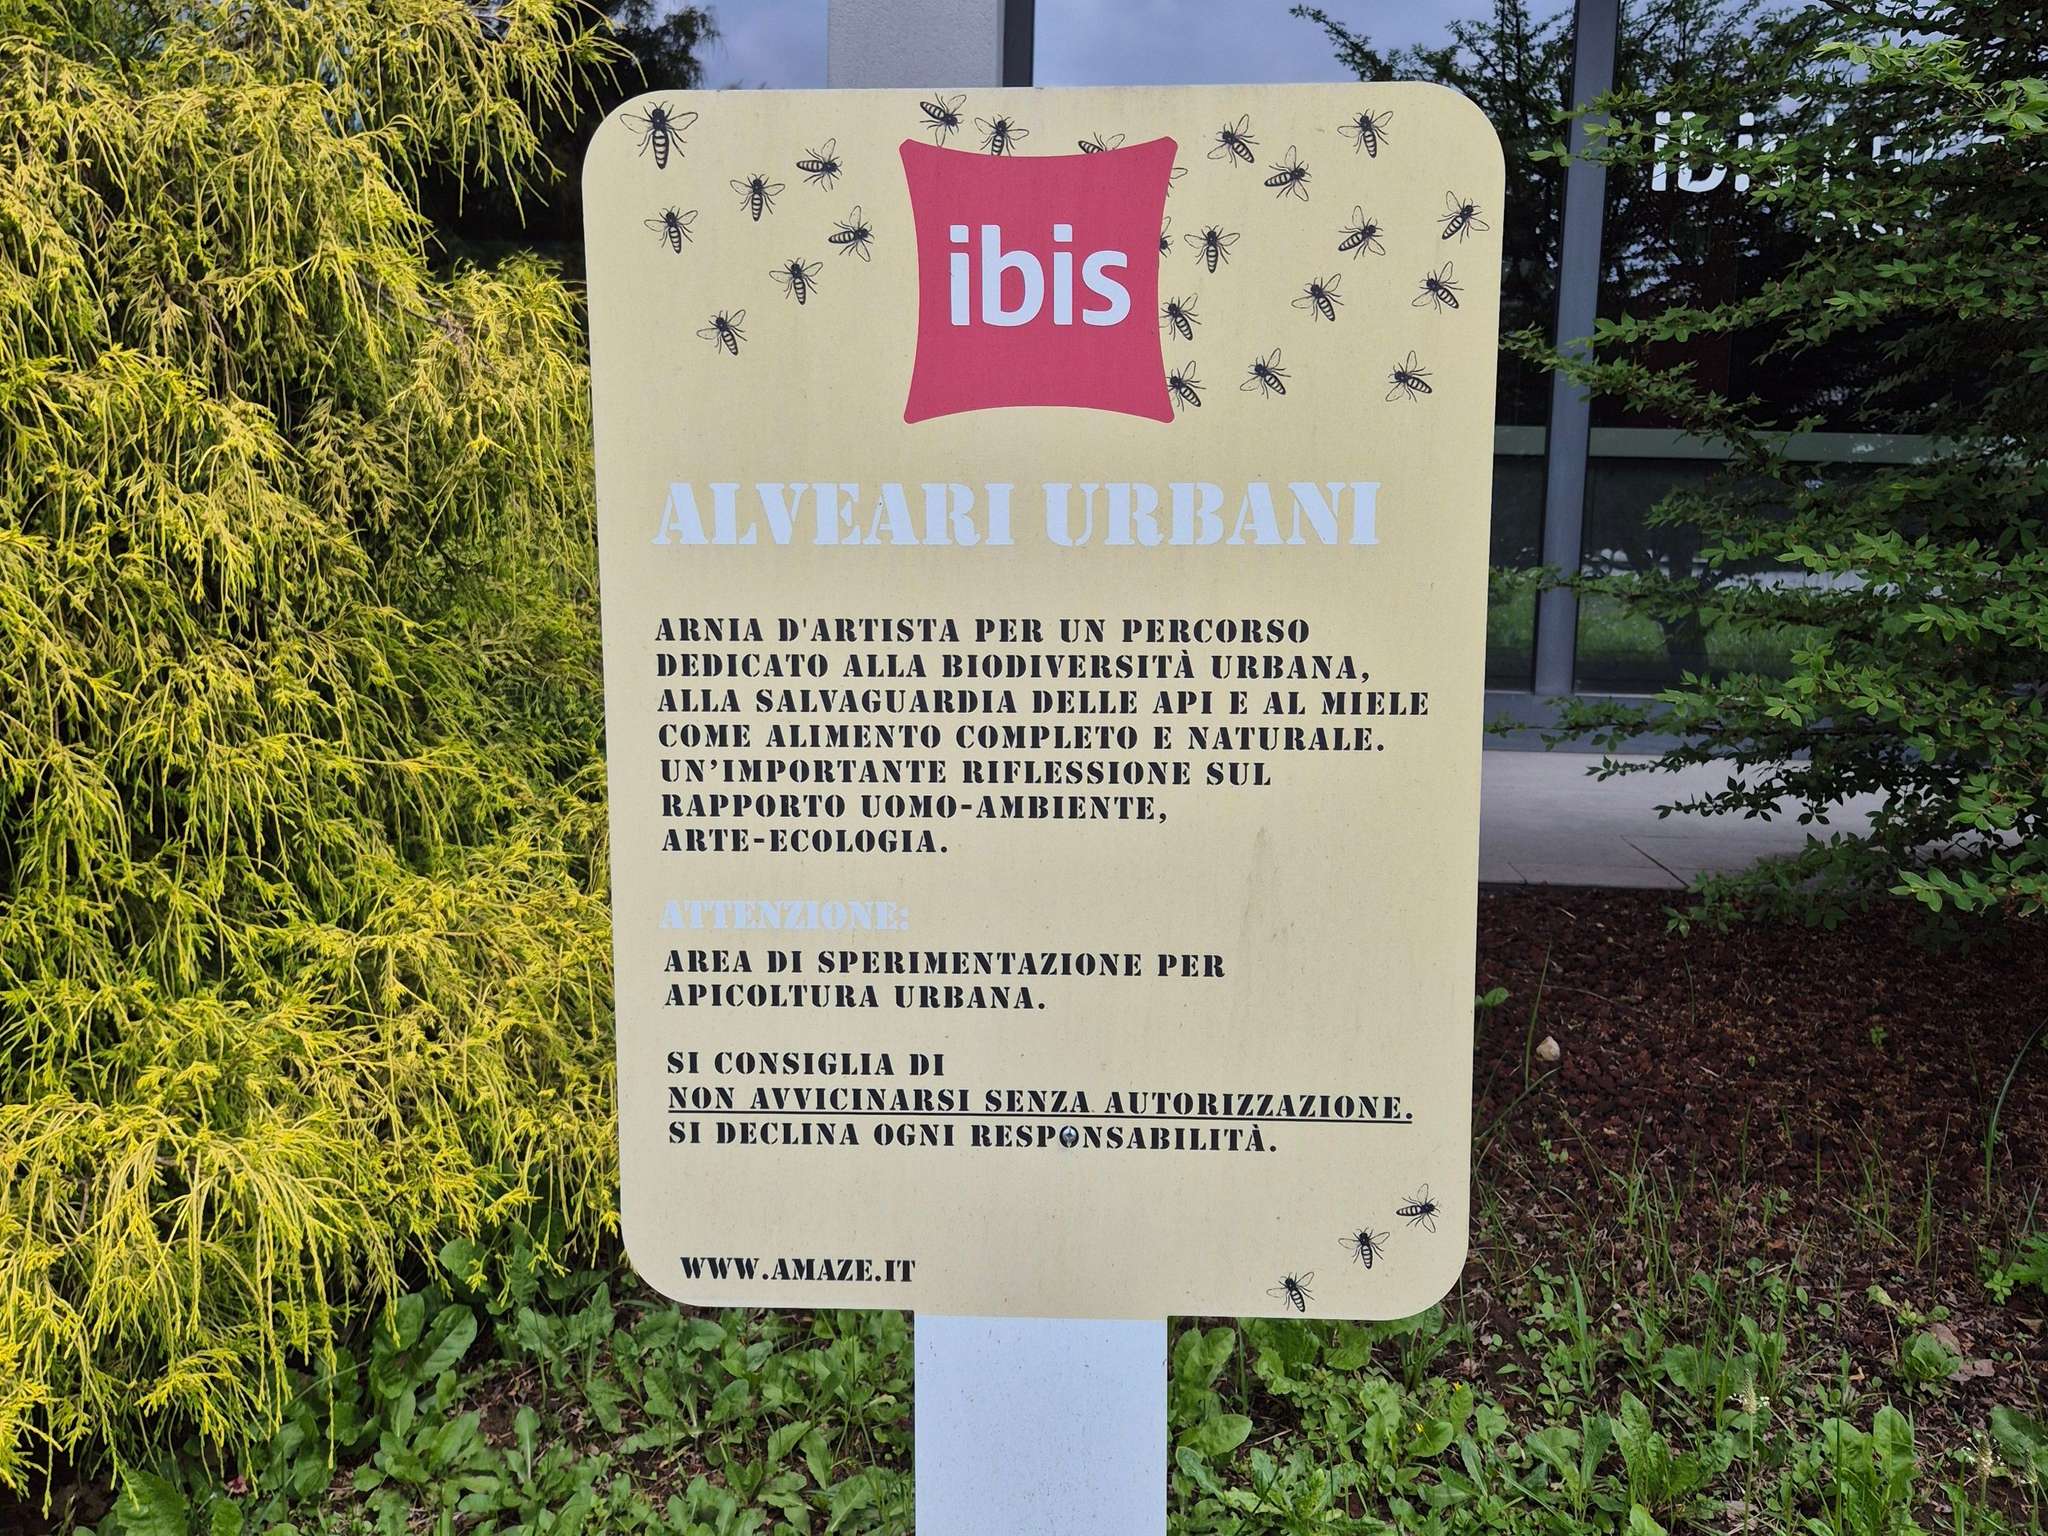 ibis
ALVEARI URBANI
ARNIA D'ARTISTA PER UN PERCORSO
DEDICATO ALLA BIODIVERSITÀ URBANA,
ALLA SALVAGUARDIA DELLE API E AL MIELE
COME ALIMENTO COMPLETO E NATURALE.
UN'IMPORTANTE RIFLESSIONE SUL
RAPPORTO UOMO-AMBIENTE,
ARTE-ECOLOGIA.
ATTENZIONE:
AREA DI SPERIMENTAZIONE PER
APICOLTURA URBANA.
SI CONSIGLIA DI
NON AVVICINARSI SENZA AUTORIZZAZIONE.
SI DECLINA OGNI RESPONSABILITÀ.
WWW.AMAZE.IT
ibis